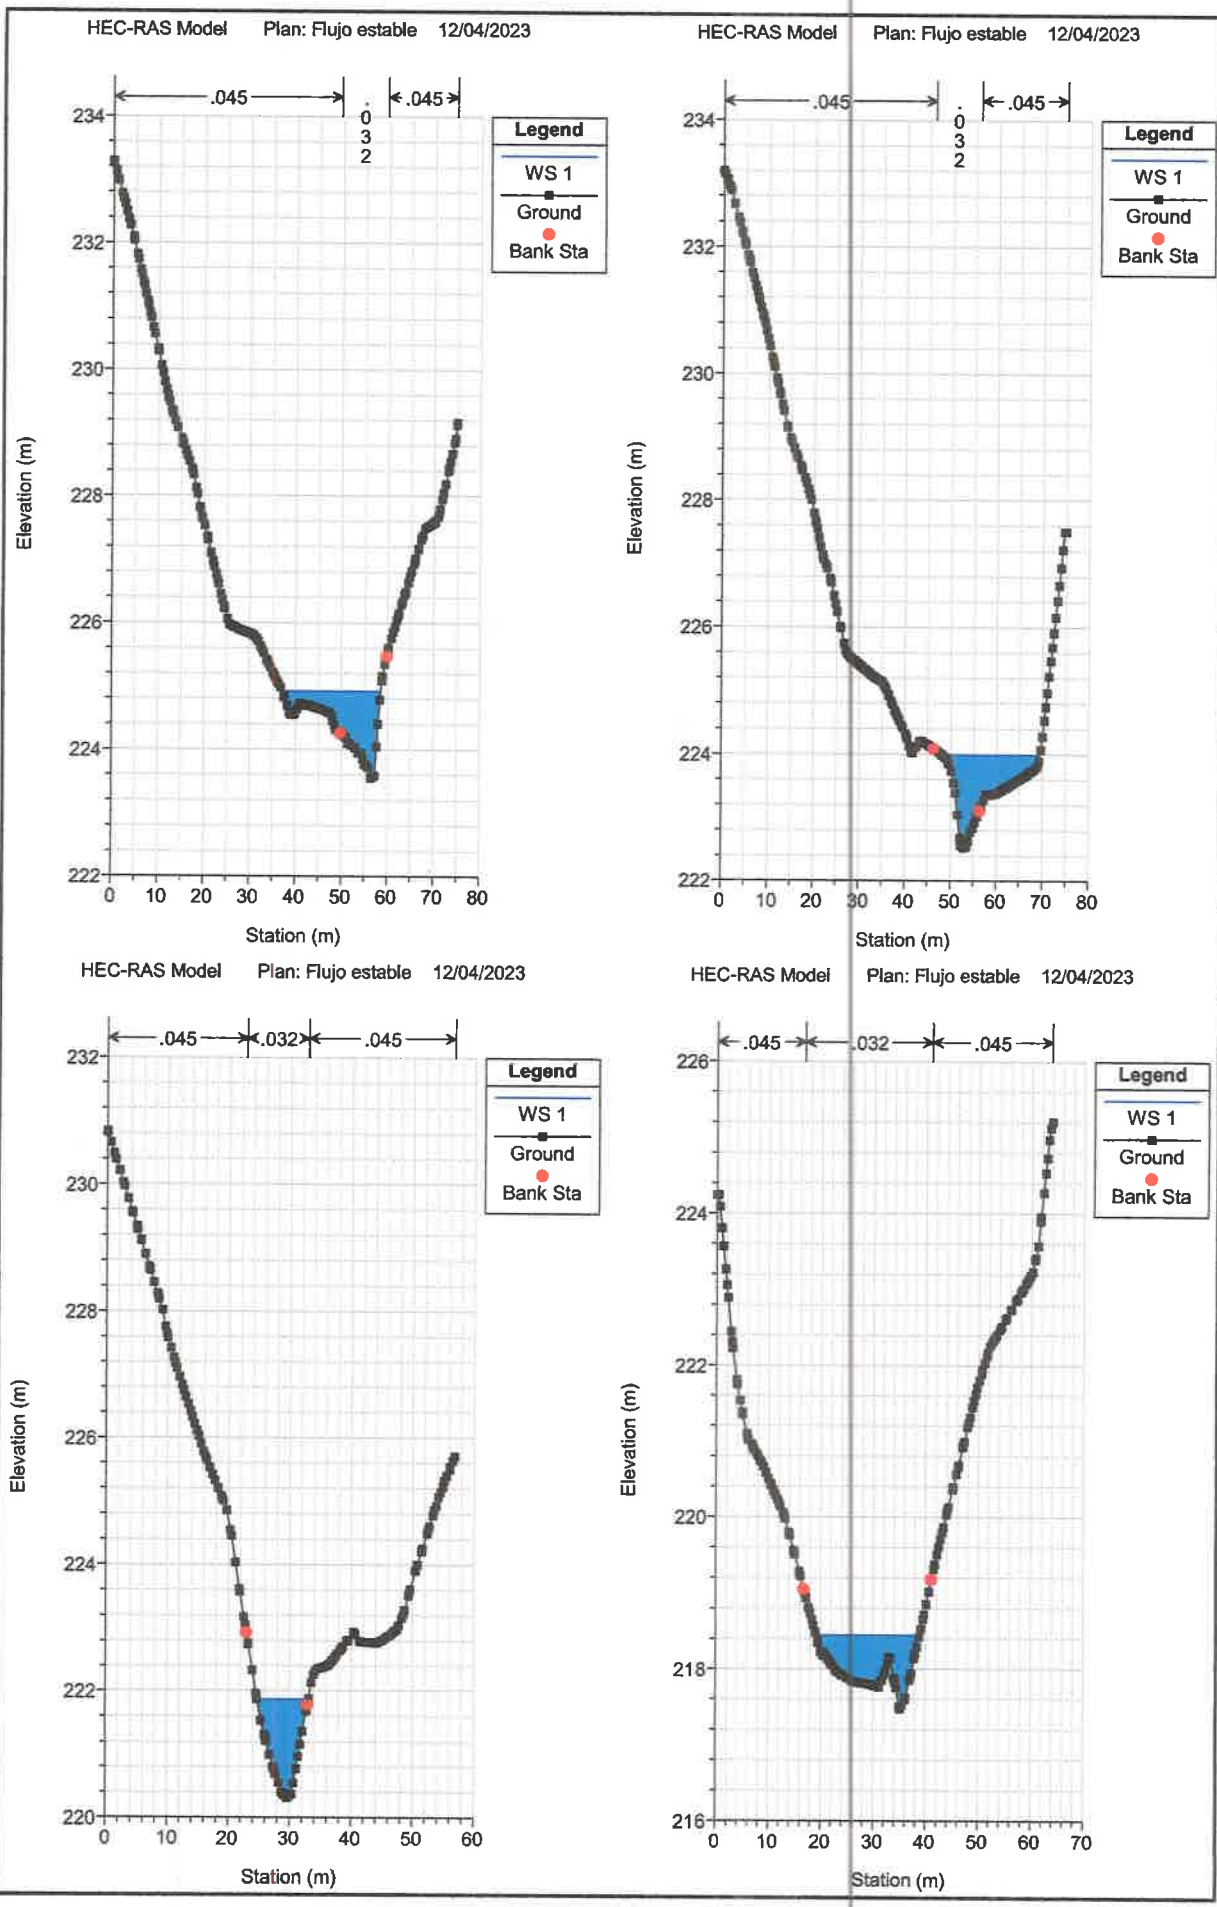 HEC-RAS Model Plan: Flujo estable 12/04/2023
.045 .032 .045
Legend
WS 1
Ground
Bank Sta
Elevation (m)
234
232
230
228
226
224
222
0 10 20 30 40 50 60 70 80
Station (m)
HEC-RAS Model Plan: Flujo estable 12/04/2023
.045 .032 .045
Legend
WS 1
Ground
Bank Sta
Elevation (m)
234
232
230
228
226
224
222
0 10 20 30 40 50 60 70 80
Station (m)
HEC-RAS Model Plan: Flujo estable 12/04/2023
.045 .032 .045
Legend
WS 1
Ground
Bank Sta
Elevation (m)
232
230
228
226
224
222
220
0 10 20 30 40 50 60
Station (m)
HEC-RAS Model Plan: Flujo estable 12/04/2023
.045 .032 .045
Legend
WS 1
Ground
Bank Sta
Elevation (m)
226
224
222
220
218
216
0 10 20 30 40 50 60 70
Station (m)